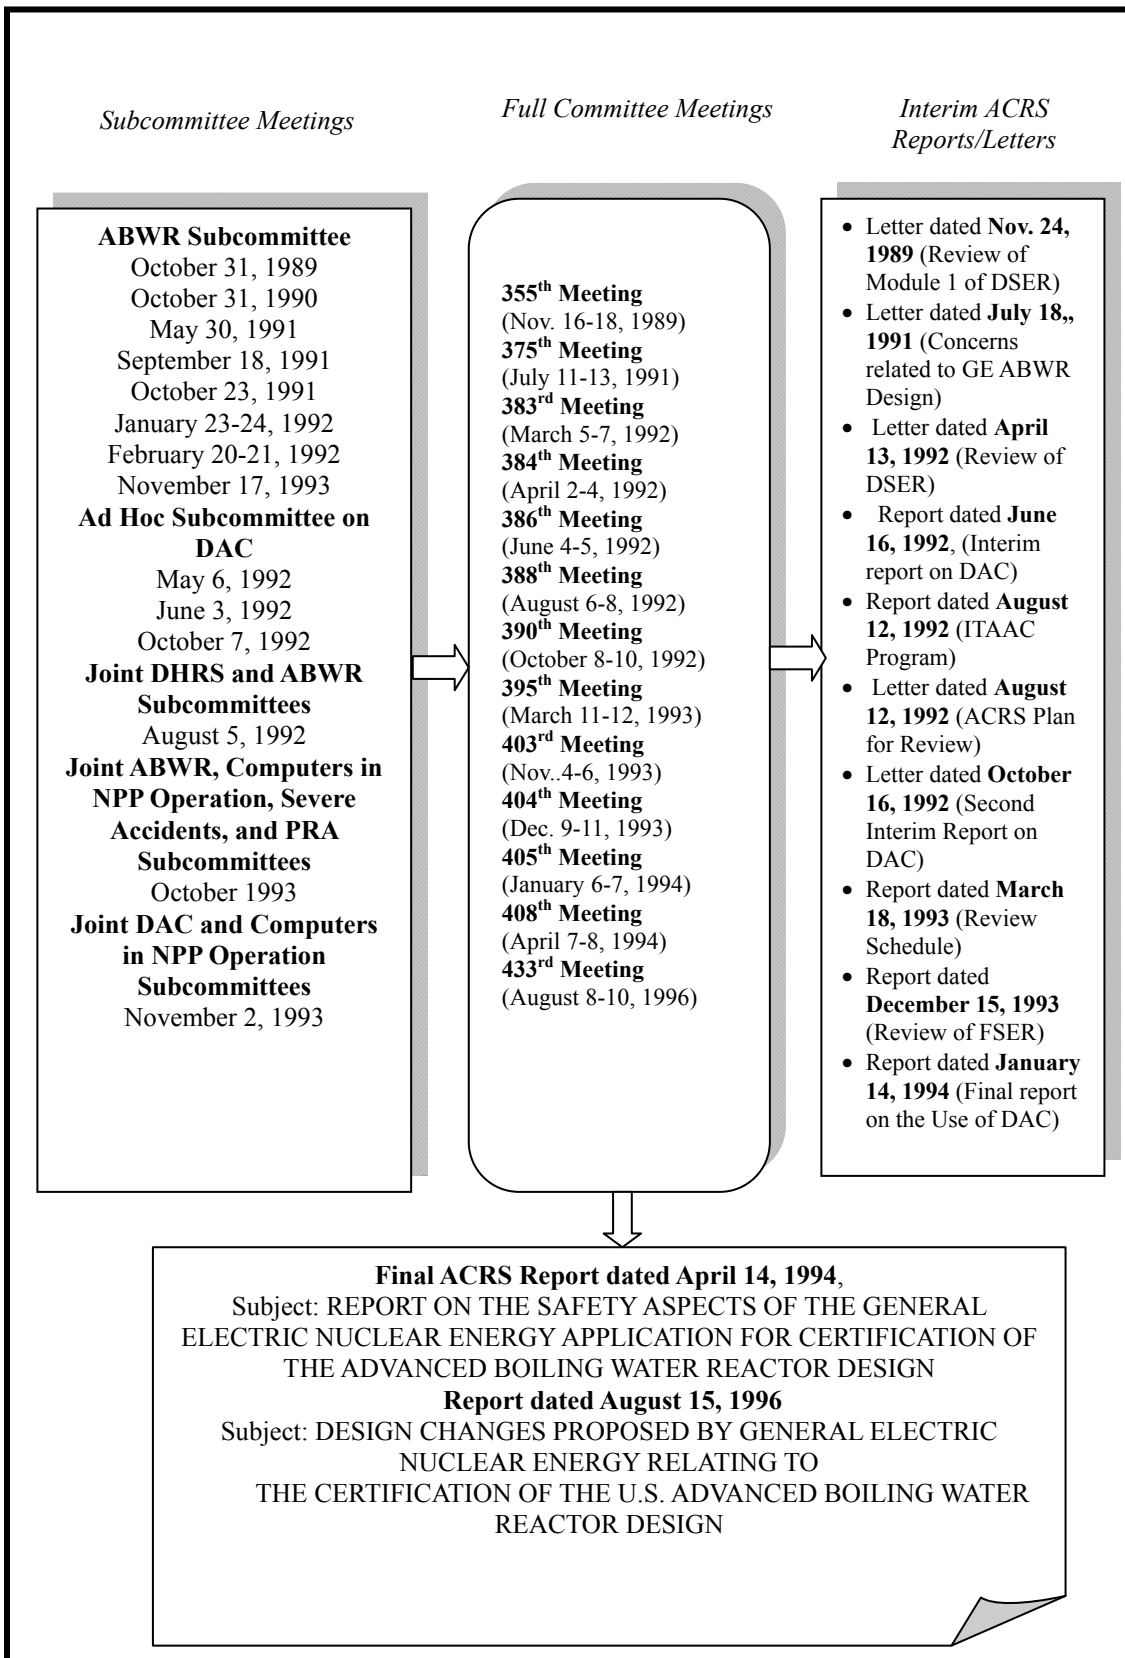 Subcommittee Meetings
Full Committee Meetings
Interim ACRS
Reports/Letters
ABWR Subcommittee
October 31, 1989
October 31, 1990
May 30, 1991
September 18, 1991
October 23, 1991
January 23-24, 1992
February 20-21, 1992
November 17, 1993
Ad Hoc Subcommittee on
DAC
May 6, 1992
June 3, 1992
October 7, 1992
Joint DHRS and ABWR
Subcommittees
August 5, 1992
Joint ABWR, Computers in
NPP Operation, Severe
Accidents, and PRA
Subcommittees
October 1993
Joint DAC and Computers
in NPP Operation
Subcommittees
November 2, 1993
355th Meeting
(Nov. 16-18, 1989)
375th Meeting
(July 11-13, 1991)
383rd Meeting
(March 5-7, 1992)
384th Meeting
(April 2-4, 1992)
386th Meeting
(June 4-5, 1992)
388th Meeting
(August 6-8, 1992)
390th Meeting
(October 8-10, 1992)
395th Meeting
(March 11-12, 1993)
403rd Meeting
(Nov..4-6, 1993)
404th Meeting
(Dec. 9-11, 1993)
405th Meeting
(January 6-7, 1994)
408th Meeting
(April 7-8, 1994)
433rd Meeting
(August 8-10, 1996)
• Letter dated Nov. 24,
1989 (Review of
Module 1 of DSER)
• Letter dated July 18,,
1991 (Concerns
related to GE ABWR
Design)
• Letter dated April
13, 1992 (Review of
DSER)
• Report dated June
16, 1992, (Interim
report on DAC)
• Report dated August
12, 1992 (ITAAC
Program)
• Letter dated August
12, 1992 (ACRS Plan
for Review)
• Letter dated October
16, 1992 (Second
Interim Report on
DAC)
• Report dated March
18, 1993 (Review
Schedule)
• Report dated
December 15, 1993
(Review of FSER)
• Report dated January
14, 1994 (Final report
on the Use of DAC)
Final ACRS Report dated April 14, 1994,
Subject: REPORT ON THE SAFETY ASPECTS OF THE GENERAL
ELECTRIC NUCLEAR ENERGY APPLICATION FOR CERTIFICATION OF
THE ADVANCED BOILING WATER REACTOR DESIGN
Report dated August 15, 1996
Subject: DESIGN CHANGES PROPOSED BY GENERAL ELECTRIC
NUCLEAR ENERGY RELATING TO
THE CERTIFICATION OF THE U.S. ADVANCED BOILING WATER
REACTOR DESIGN